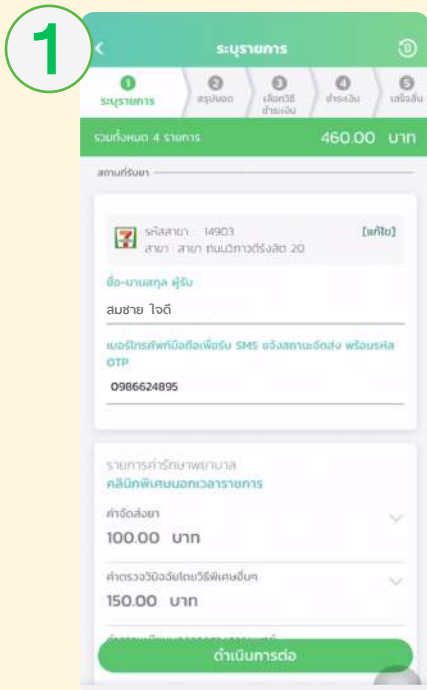 1
ระบุรายการ
1
2
3
4
5
ระบุรายการ
สรุปยอด
เลือกวิธี
ชำระเงิน
ชำระเงิน
เสร็จสิ้น
รวมทั้งหมด 4 รายการ 460.00 บาท
สถานที่รับยา
รหัสสาขา : 14903 [แก้ไข]
สาขา : สาขา ถนนวิภาวดีรังสิต 20
ชื่อ-นามสกุล ผู้รับ
สมชาย ใจดี
เบอร์โทรศัพท์มือถือเพื่อรับ SMS แจ้งสถานะจัดส่ง พร้อมรหัส
OTP
0986624895
รายการค่ารักษาพยาบาล
คลินิกพิเศษนอกเวลาราชการ
ค่าจัดส่งยา
100.00 บาท
ค่าตรวจวินิจฉัยโดยวิธีพิเศษอื่นๆ
150.00 บาท
ดำเนินการต่อ